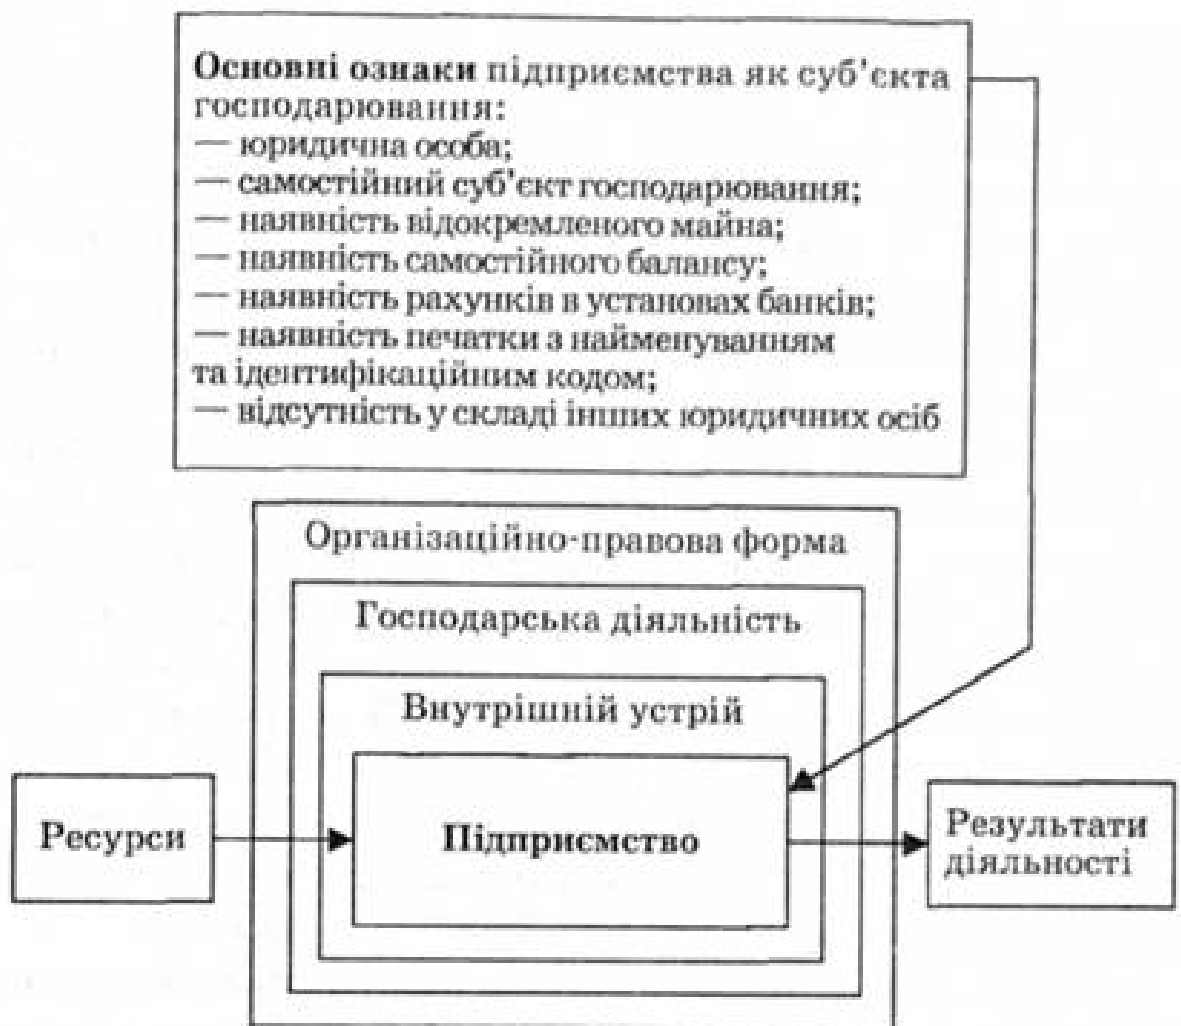 Основні ознаки підприємства як суб’єкта
господарювання:
— юридична особа;
— самостійний суб’єкт господарювання;
— наявність відокремленого майна;
— наявність самостійного балансу;
— наявність рахунків в установах банків;
— наявність печатки з найменуванням
та ідентифікаційним кодом;
— відсутність у складі інших юридичних осіб
Організаційно-правова форма
Господарська діяльність
Внутрішній устрій
Ресурси
Підприємство
Результати
діяльності